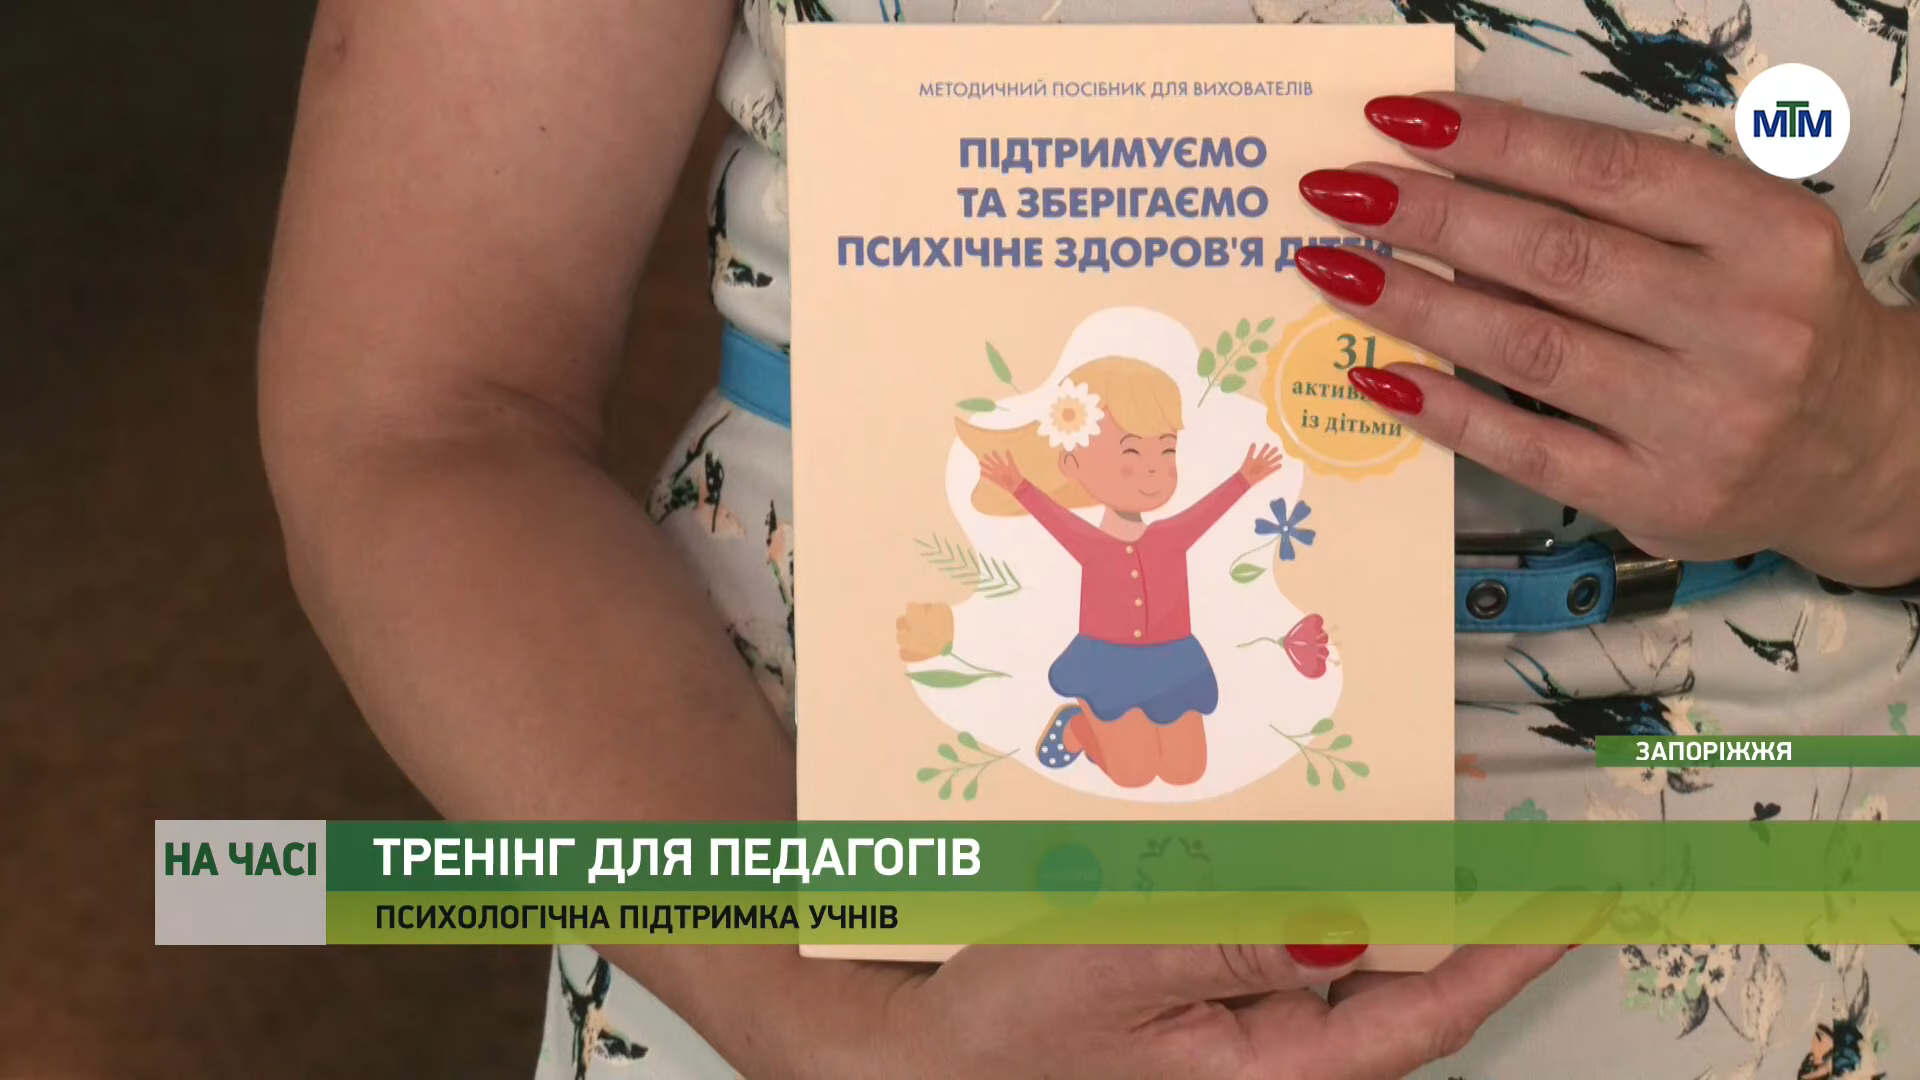 МЕТОДИЧНИЙ ПОСІБНИК ДЛЯ ВИХОВАТЕЛІВ
ПІДТРИМУЄМО
ТА ЗБЕРІГАЄМО
ПСИХІЧНЕ ЗДОРОВ'Я
31
із дітьми
МТМ
ЗАПОРІЖЖЯ
НА ЧАСІ
ТРЕНІНГ ДЛЯ ПЕДАГОГІВ
ПСИХОЛОГІЧНА ПІДТРИМКА УЧНІВ